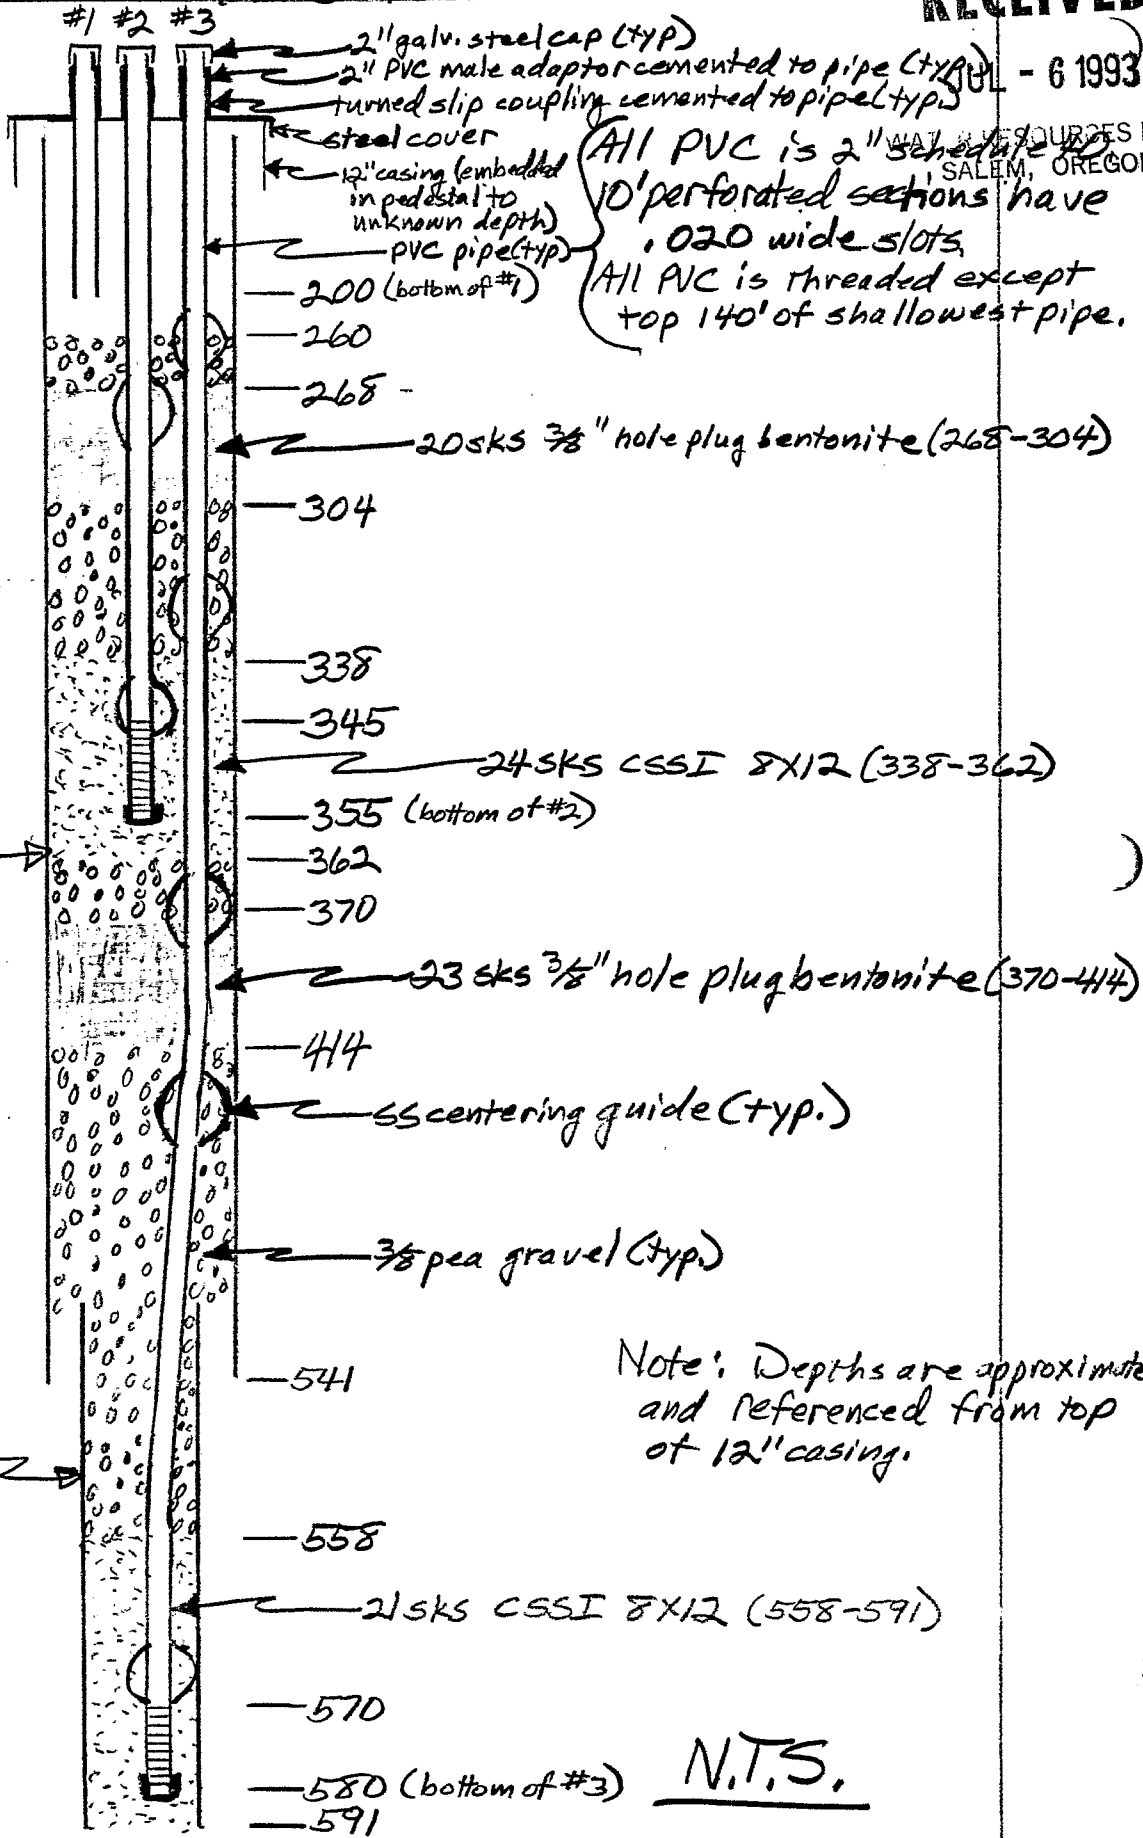 RECEIVED
#1 #2 #3
2" galv. steel cap (typ)
2" PVC male adaptor cemented to pipe (typ)
JUL - 6 1993
turned slip coupling cemented to pipe (typ.)
steel cover
12" casing (embedded
in pedestal to
unknown depth)
PVC pipe (typ)
All PVC is 2" schedule 40,
RESOURCES
SALEM, OREGON
10' perforated sections have
.020 wide slots,
All PVC is threaded except
top 140' of shallowest pipe.
200 (bottom of #1)
260
268
20 sks 3/8" hole plug bentonite (268-304)
304
338
345
24 sks CSSI 8X12 (338-362)
355 (bottom of #2)
362
370
23 sks 3/8" hole plug bentonite (370-414)
414
ss centering guide (typ.)
3/8 pea gravel (typ.)
541
Note: Depths are approximate
and referenced from top
of 12" casing.
558
21 sks CSSI 8X12 (558-591)
570
580 (bottom of #3)
N.T.S.
591